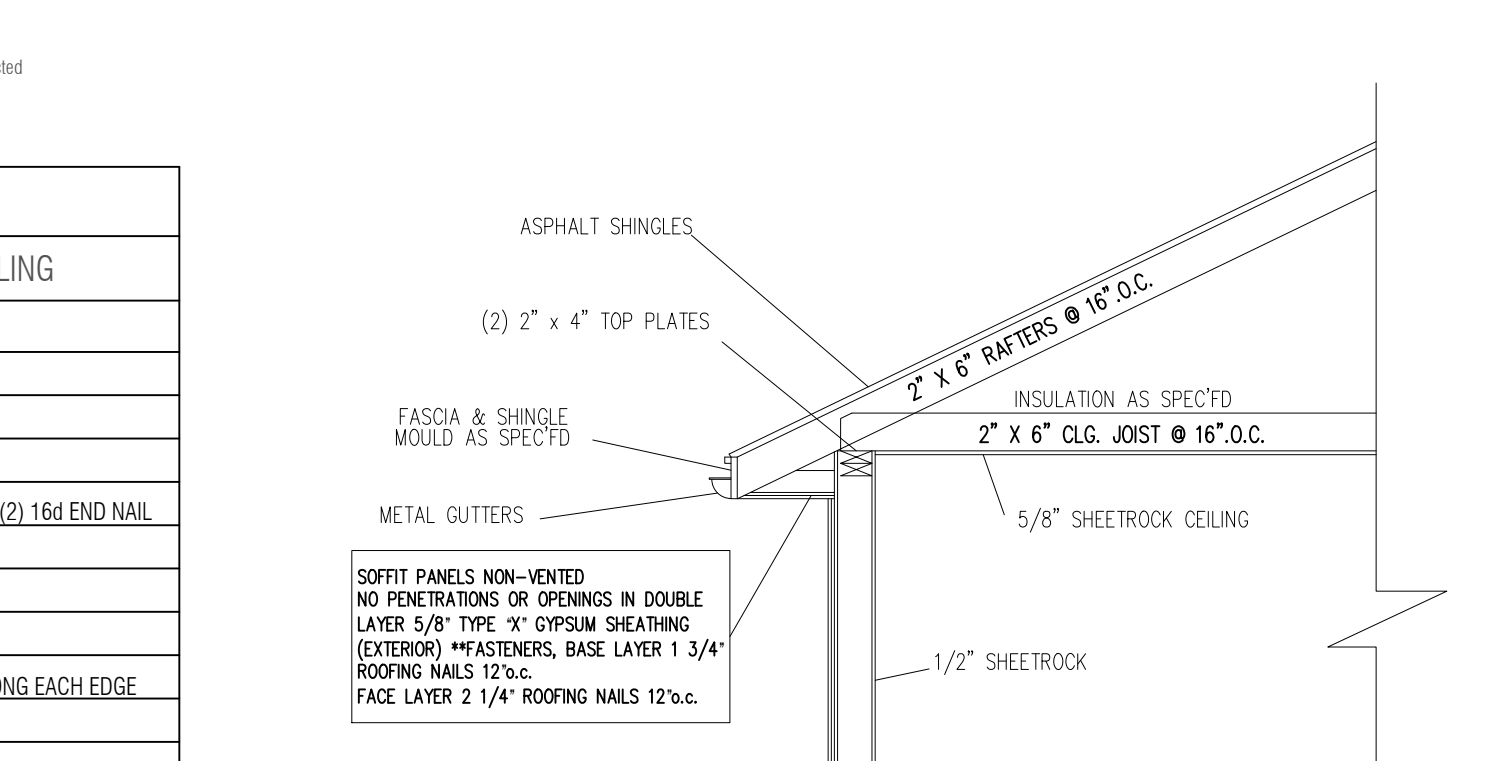 LING
(2) 16d END NAIL
EACH EDGE
ASPHALT SHINGLES
(2) 2” x 4” TOP PLATES
FASCIA & SHINGLE
MOULD AS SPEC'FD
METAL GUTTERS
SOFFIT PANELS NON-VENTED
NO PENETRATIONS OR OPENINGS IN DOUBLE
LAYER 5/8" TYPE "X" GYPSUM SHEATHING
(EXTERIOR) **FASTENERS, BASE LAYER 1 3/4"
ROOFING NAILS 12"o.c.
FACE LAYER 2 1/4" ROOFING NAILS 12"o.c.
2” X 6” RAFTERS @ 16”.O.C.
INSULATION AS SPEC'FD
2” X 6” CLG. JOIST @ 16”.O.C.
5/8” SHEETROCK CEILING
1/2” SHEETROCK